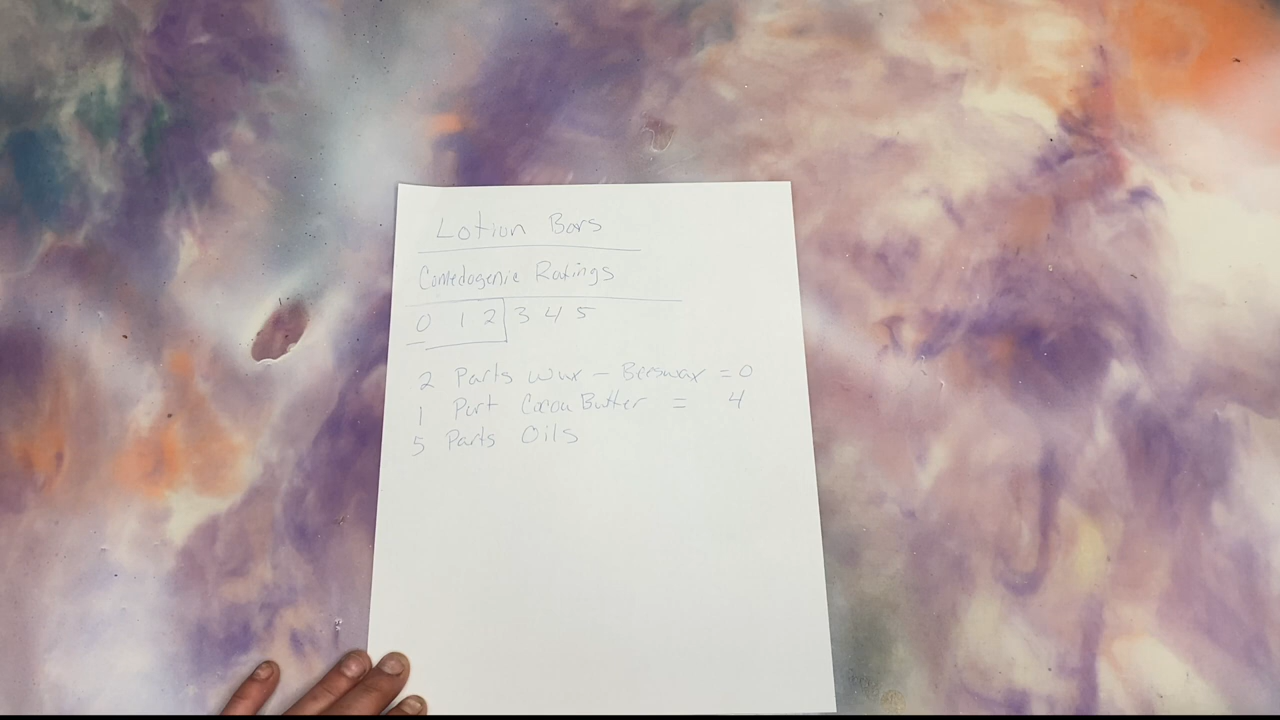 Lotion Bars
Comedogenic Ratings
0 1 2 3 4 5
2 Parts Wax - Beeswax = 0
1 Part Cocoa Butter = 4
5 Parts Oils